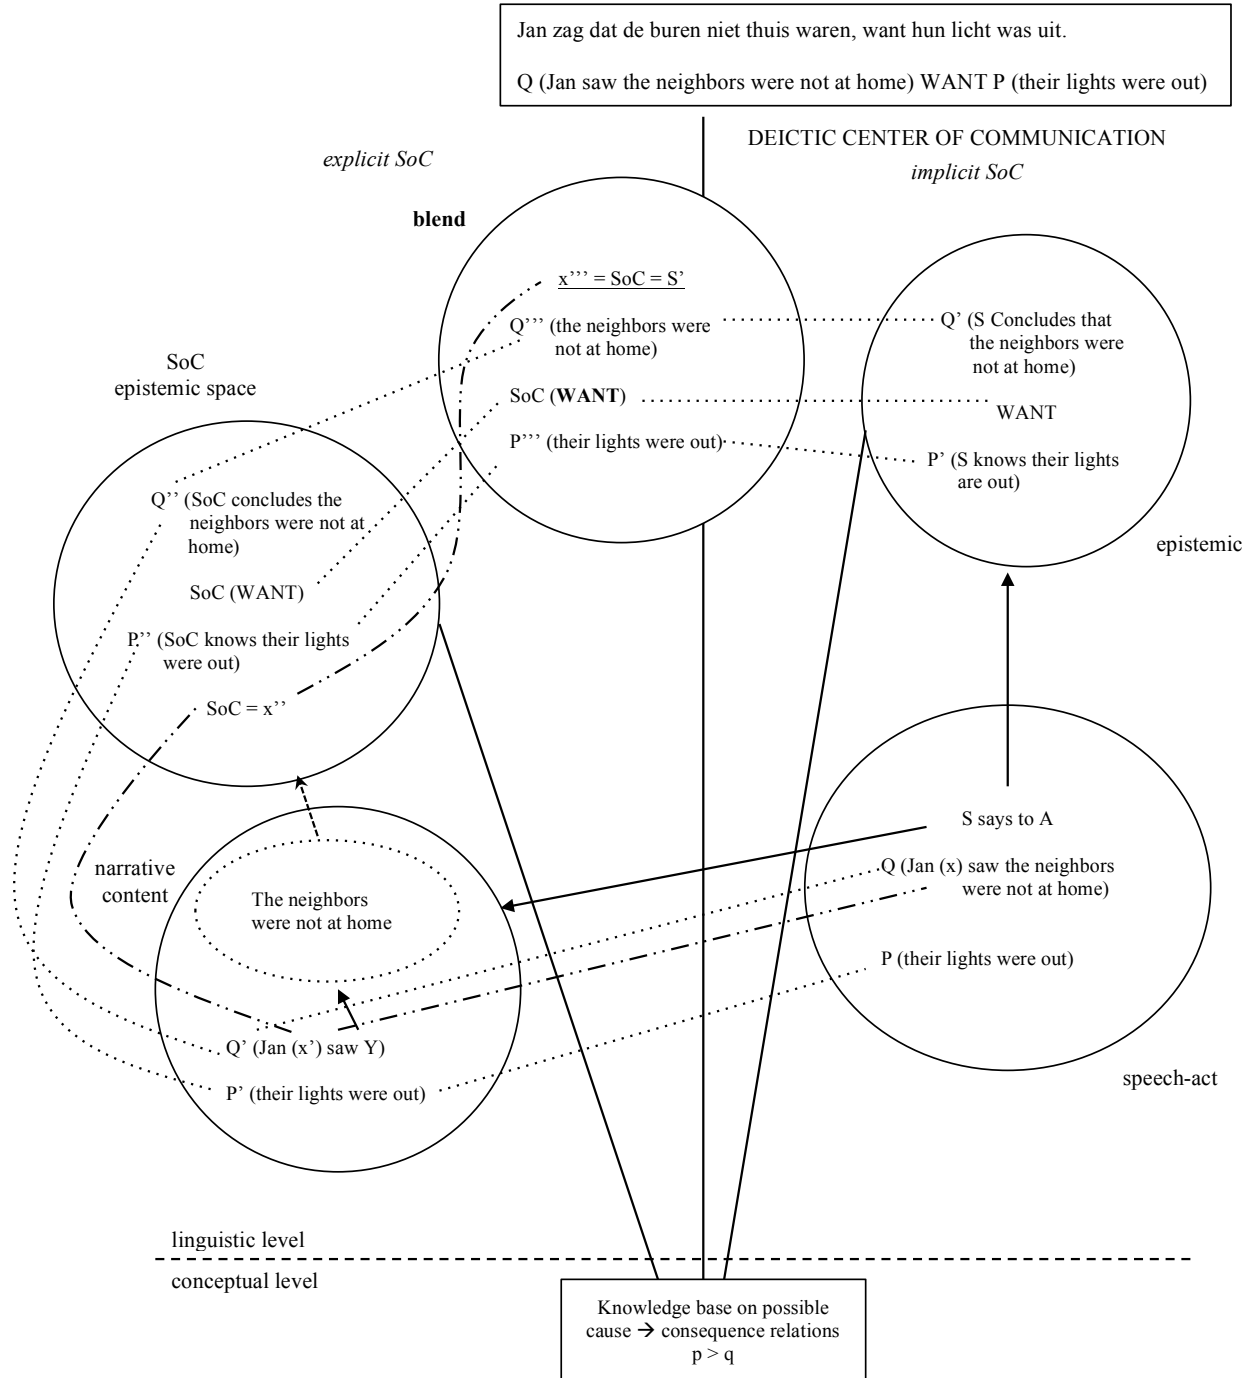 Jan zag dat de buren niet thuis waren, want hun licht was uit.
Q (Jan saw the neighbors were not at home) WANT P (their lights were out)
DEICTIC CENTER OF COMMUNICATION
explicit SoC
implicit SoC
blend
x''' = SoC = S'
Q''' (the neighbors were
not at home)
SoC (WANT)
P''' (their lights were out)
Q' (S Concludes that
the neighbors were
not at home)
WANT
P' (S knows their lights
are out)
epistemic
SoC
epistemic space
Q'' (SoC concludes the
neighbors were not at
home)
SoC (WANT)
P'' (SoC knows their lights
were out)
SoC = x''
S says to A
Q (Jan (x) saw the neighbors
were not at home)
P (their lights were out)
speech-act
narrative
content
The neighbors
were not at home
Q' (Jan (x') saw Y)
P' (their lights were out)
linguistic level
conceptual level
Knowledge base on possible
cause → consequence relations
p > q